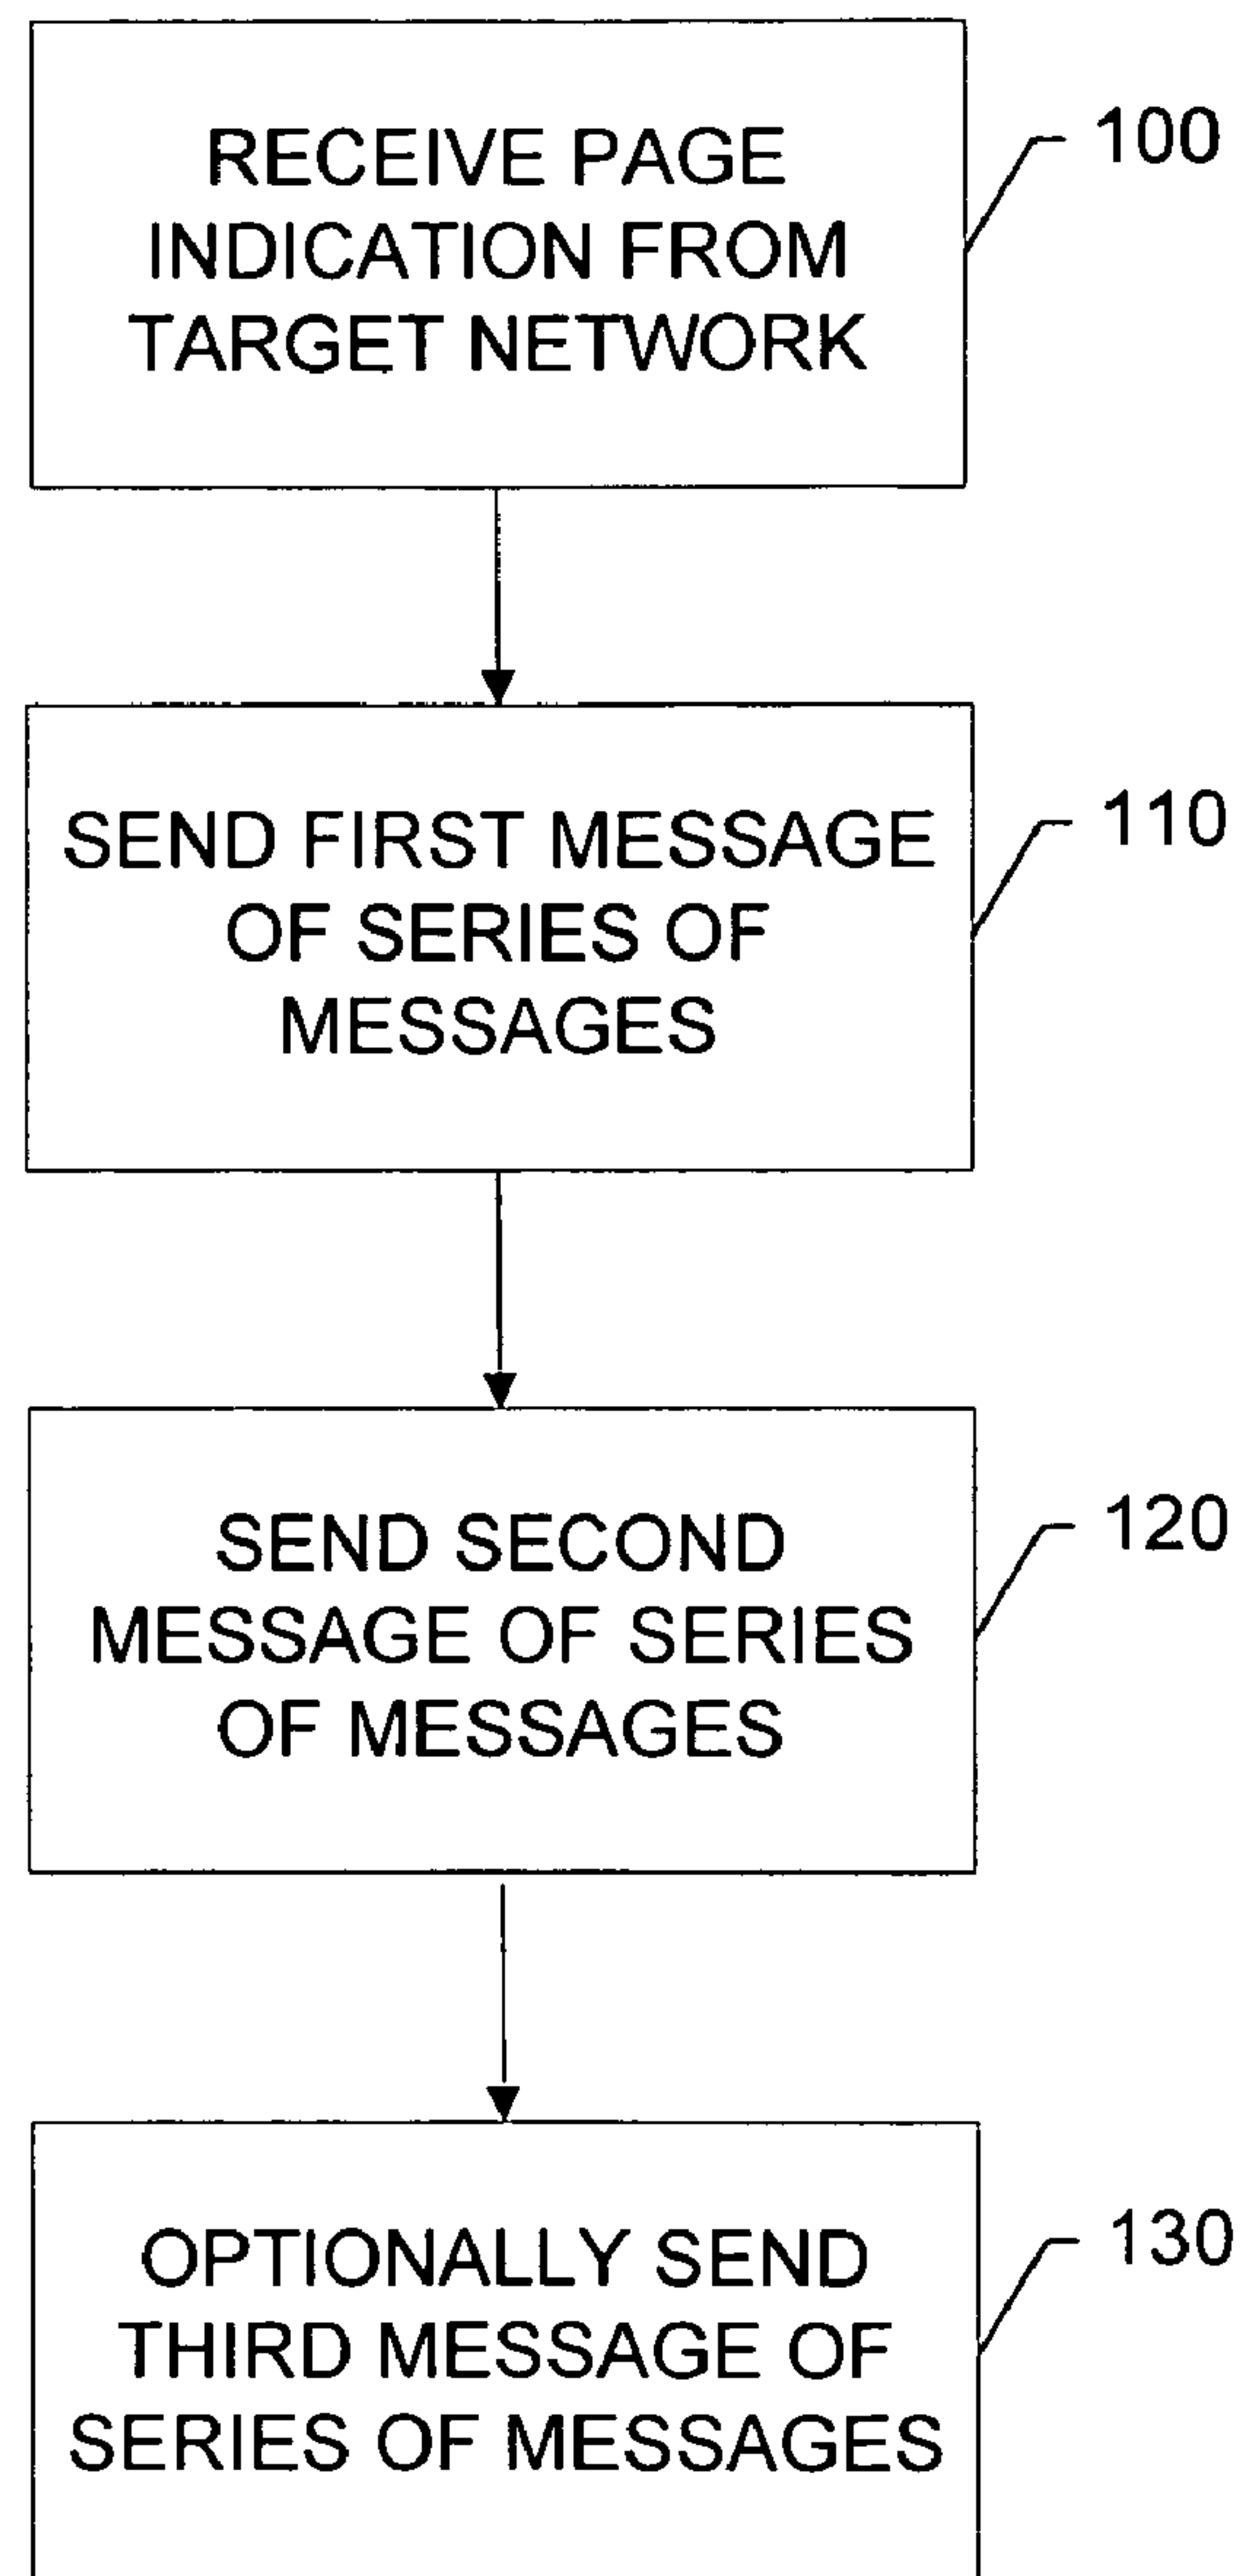 RECEIVE PAGE
INDICATION FROM
TARGET NETWORK
100
SEND FIRST MESSAGE
OF SERIES OF
MESSAGES
110
SEND SECOND
MESSAGE OF SERIES
OF MESSAGES
120
OPTIONALLY SEND
THIRD MESSAGE OF
SERIES OF MESSAGES
130